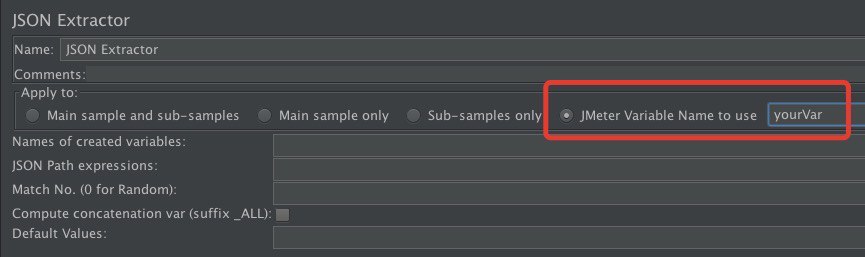 JSON Extractor
Name: JSON Extractor
Comments:
Apply to:
Main sample and sub-samples Main sample only Sub-samples only JMeter Variable Name to use yourVar
Names of created variables:
JSON Path expressions:
Match No. (0 for Random):
Compute concatenation var (suffix _ALL):
Default Values: